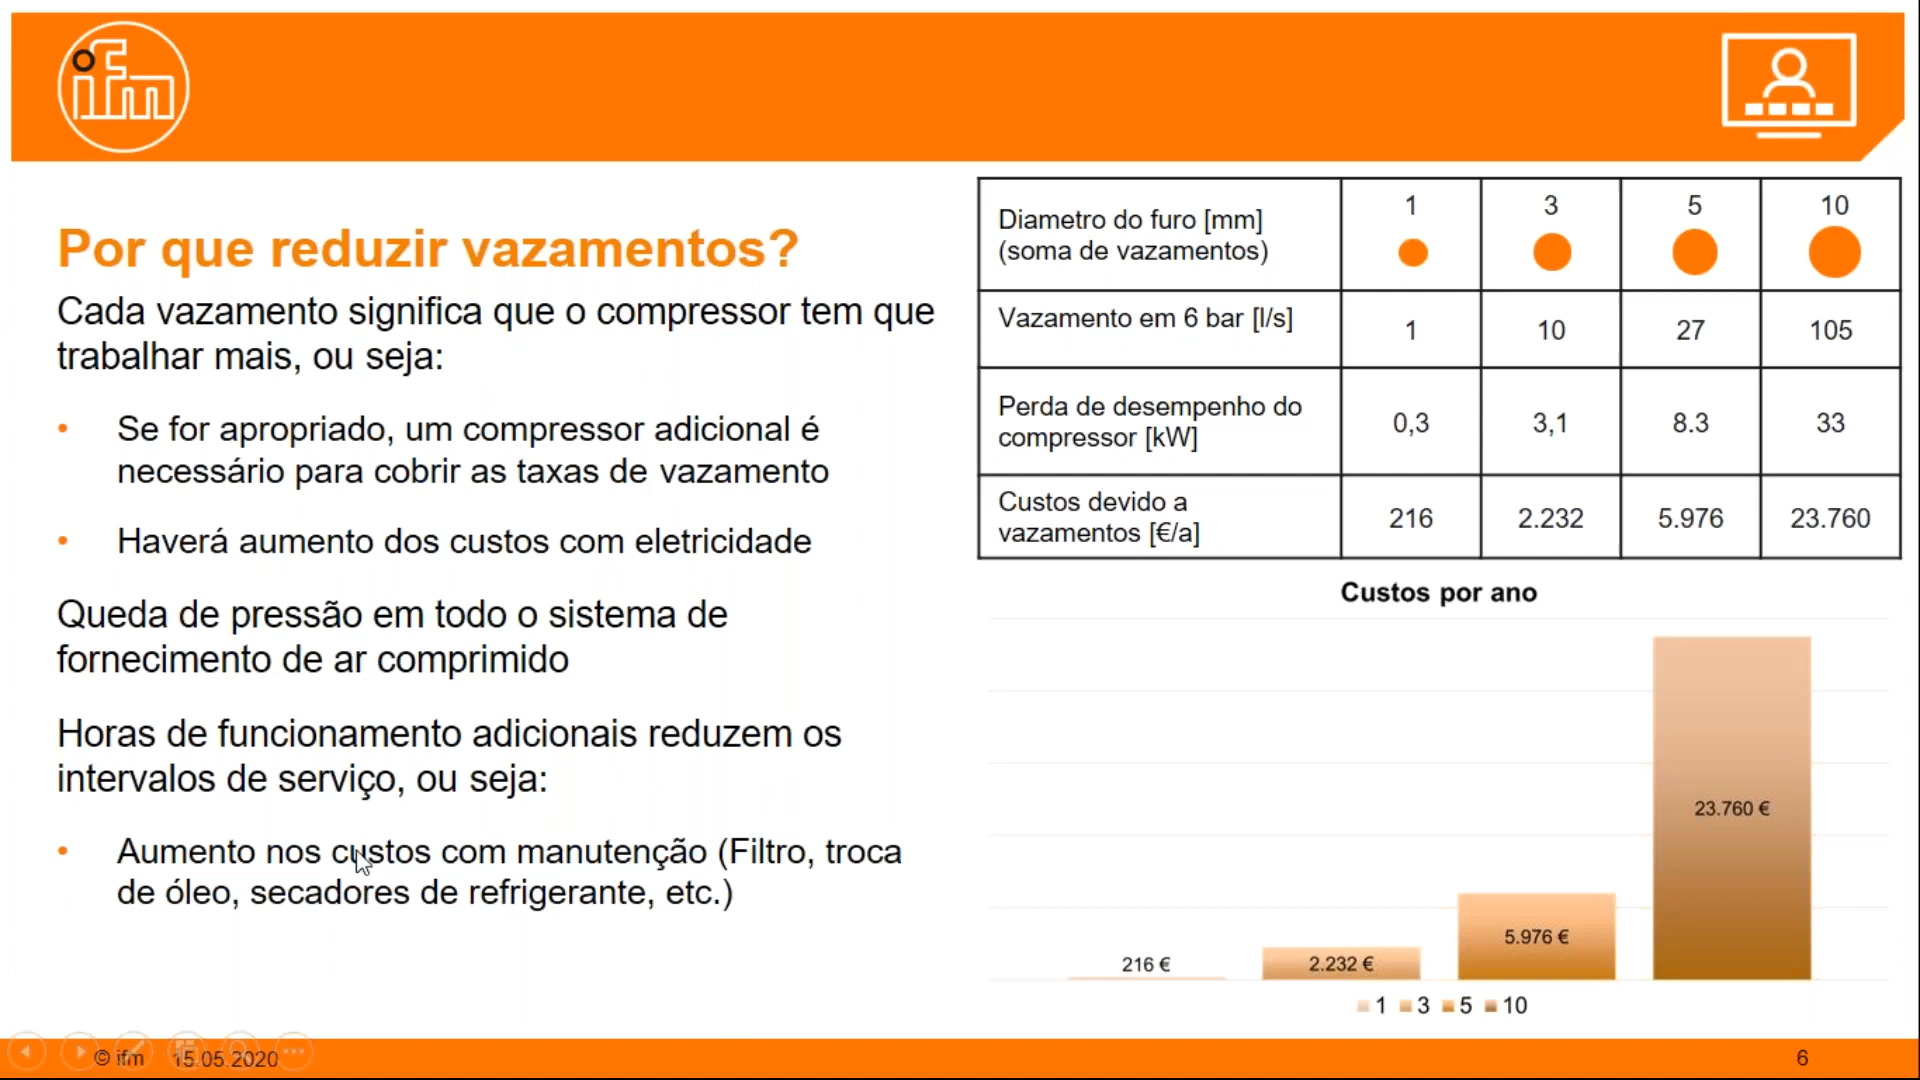 ifm
Por que reduzir vazamentos?
Cada vazamento significa que o compressor tem que
trabalhar mais, ou seja:
• Se for apropriado, um compressor adicional é
necessário para cobrir as taxas de vazamento
• Haverá aumento dos custos com eletricidade
Queda de pressão em todo o sistema de
fornecimento de ar comprimido
Horas de funcionamento adicionais reduzem os
intervalos de serviço, ou seja:
• Aumento nos custos com manutenção (Filtro, troca
de óleo, secadores de refrigerante, etc.)
Diametro do furo [mm]
(soma de vazamentos)
1 3 5 10
Vazamento em 6 bar [l/s]
1 10 27 105
Perda de desempenho do
compressor [kW]
0,3 3,1 8.3 33
Custos devido a
vazamentos [€/a]
216 2.232 5.976 23.760
Custos por ano
216 € 2.232 € 5.976 € 23.760 €
1 3 5 10
© ifm 15.05.2020
6